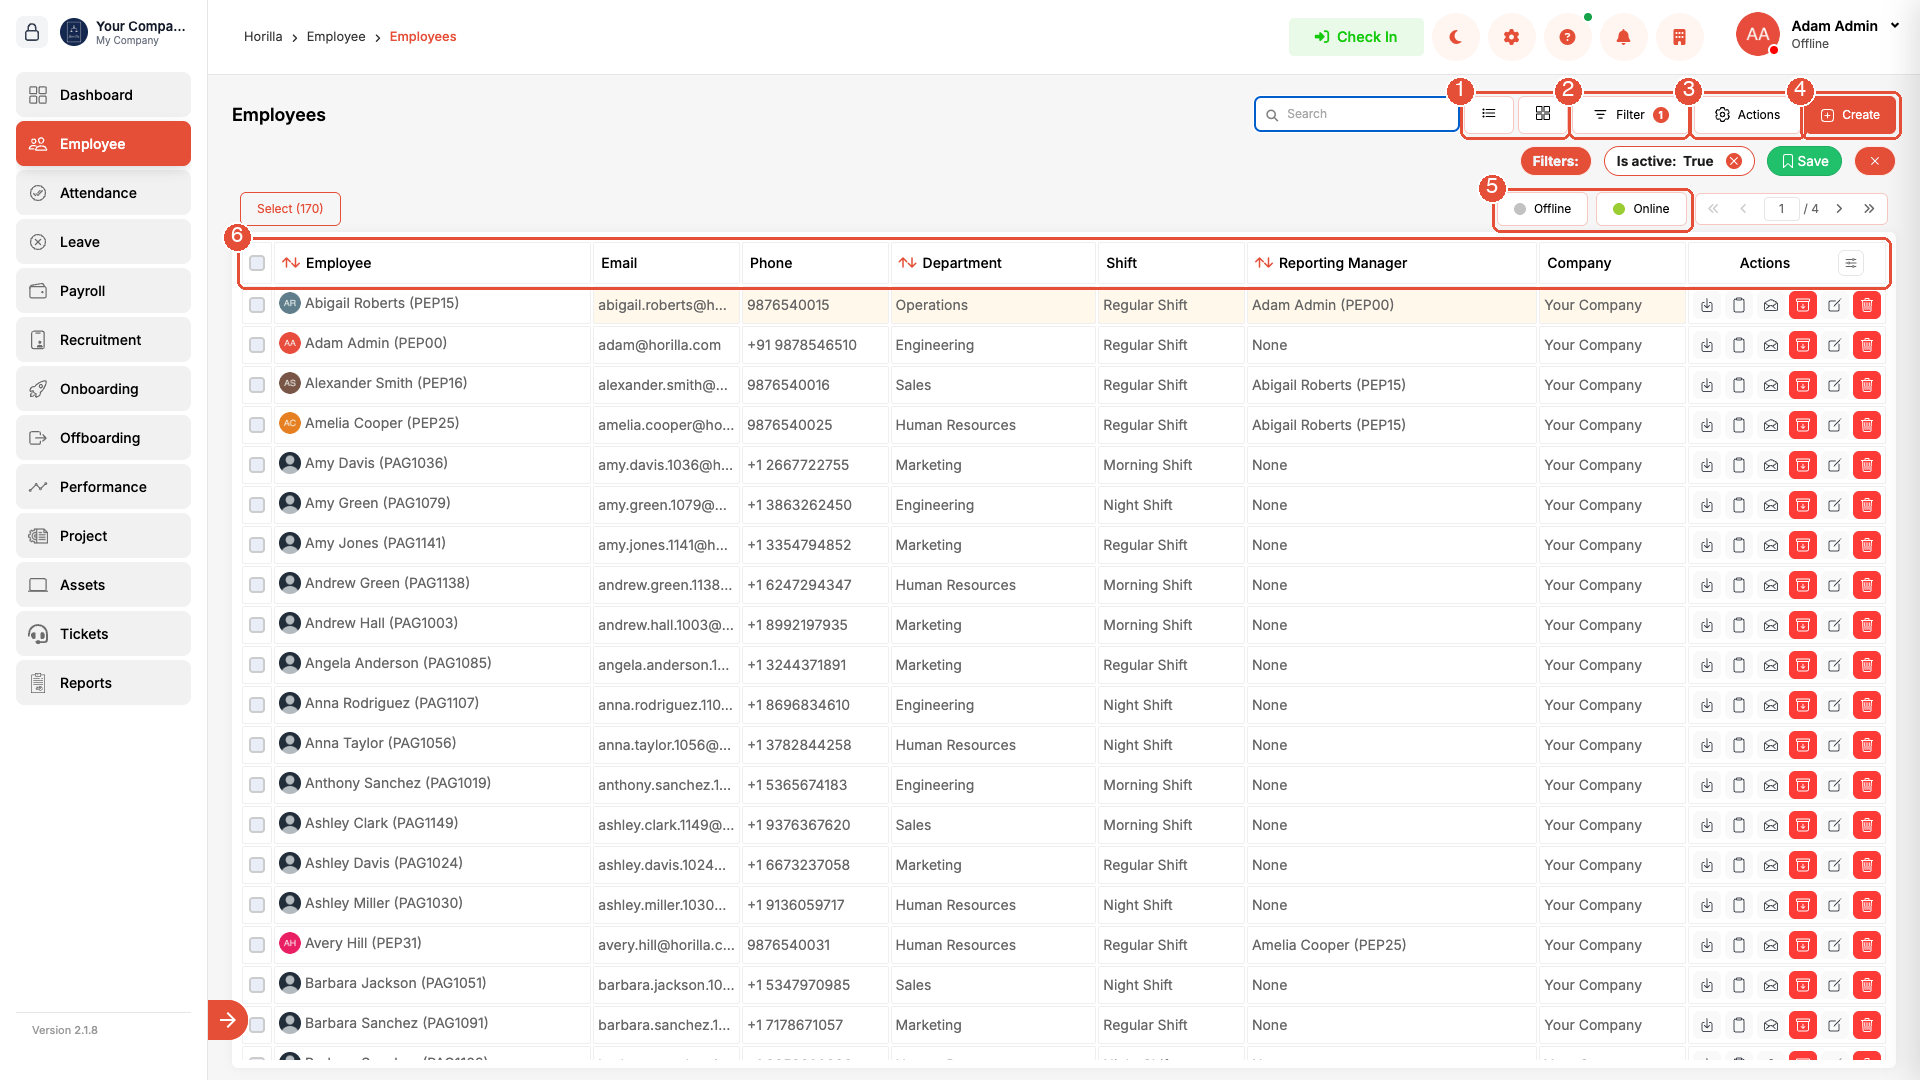 Your Compa...
My Company
Horilla > Employee > Employees
Check In
AA
Adam Admin
Offline
Dashboard
Employee
Attendance
Leave
Payroll
Recruitment
Onboarding
Offboarding
Performance
Project
Assets
Tickets
Reports
Version 2.1.8
Employees
Search
1
2
3
4
Filter 1
Actions
Create
Filters:
Is active: True
Save
Select (170)
5
Offline
Online
1 / 4
6
Employee Email Phone Department Shift Reporting Manager Company Actions
AR Abigail Roberts (PEP15) abigail.roberts@h... 9876540015 Operations Regular Shift Adam Admin (PEP00) Your Company
AA Adam Admin (PEP00) adam@horilla.com +91 9878546510 Engineering Regular Shift None Your Company
AS Alexander Smith (PEP16) alexander.smith@... 9876540016 Sales Regular Shift Abigail Roberts (PEP15) Your Company
AC Amelia Cooper (PEP25) amelia.cooper@ho... 9876540025 Human Resources Regular Shift Abigail Roberts (PEP15) Your Company
Amy Davis (PAG1036) amy.davis.1036@h... +1 2667722755 Marketing Morning Shift None Your Company
Amy Green (PAG1079) amy.green.1079@... +1 3863262450 Engineering Night Shift None Your Company
Amy Jones (PAG1141) amy.jones.1141@h... +1 3354794852 Marketing Regular Shift None Your Company
Andrew Green (PAG1138) andrew.green.1138... +1 6247294347 Human Resources Morning Shift None Your Company
Andrew Hall (PAG1003) andrew.hall.1003@... +1 8992197935 Marketing Morning Shift None Your Company
Angela Anderson (PAG1085) angela.anderson.1... +1 3244371891 Marketing Regular Shift None Your Company
Anna Rodriguez (PAG1107) anna.rodriguez.110... +1 8696834610 Engineering Night Shift None Your Company
Anna Taylor (PAG1056) anna.taylor.1056@... +1 3782844258 Human Resources Night Shift None Your Company
Anthony Sanchez (PAG1019) anthony.sanchez.1... +1 5365674183 Engineering Morning Shift None Your Company
Ashley Clark (PAG1149) ashley.clark.1149@... +1 9376367620 Sales Morning Shift None Your Company
Ashley Davis (PAG1024) ashley.davis.1024... +1 6673237058 Marketing Regular Shift None Your Company
Ashley Miller (PAG1030) ashley.miller.1030... +1 9136059717 Human Resources Night Shift None Your Company
AH Avery Hill (PEP31) avery.hill@horilla.c... 9876540031 Human Resources Regular Shift Amelia Cooper (PEP25) Your Company
Barbara Jackson (PAG1051) barbara.jackson.10... +1 5347970985 Sales Night Shift None Your Company
Barbara Sanchez (PAG1091) barbara.sanchez.1... +1 7178671057 Marketing Regular Shift None Your Company